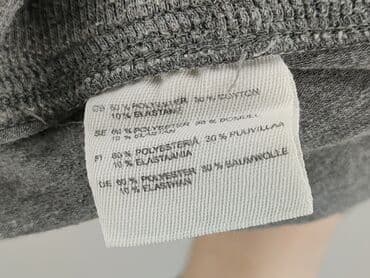 GB 60% POLYESTER 30% COTTON
10% ELASTANE
SE 60% POLYESTER 30% BOMULL
10% ELASTAN
FI 60% POLYESTERIA 30% PUUVILLAA
10% ELASTAANIA
DE 60% POLYESTER 30% BAUMWOLLE
10% ELASTHAN